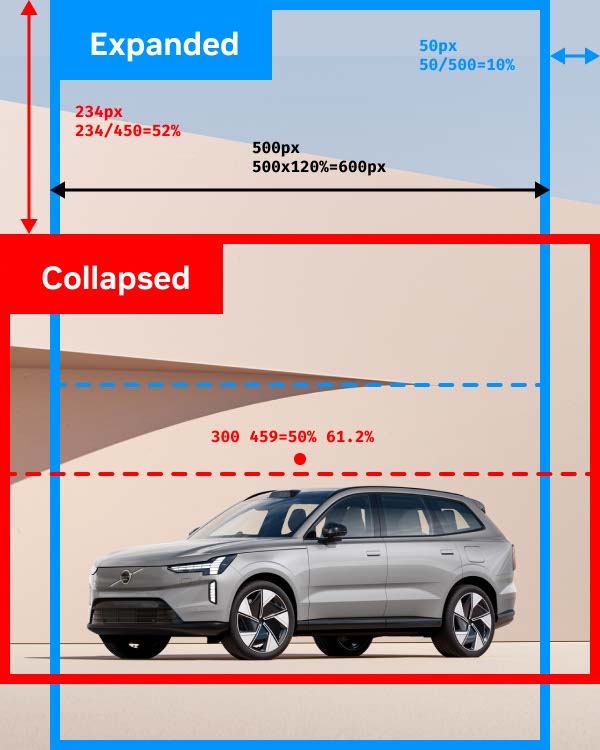 Expanded
50px
50/500=10%
234px
234/450=52%
500px
500x120%=600px
Collapsed
300 459=50% 61.2%